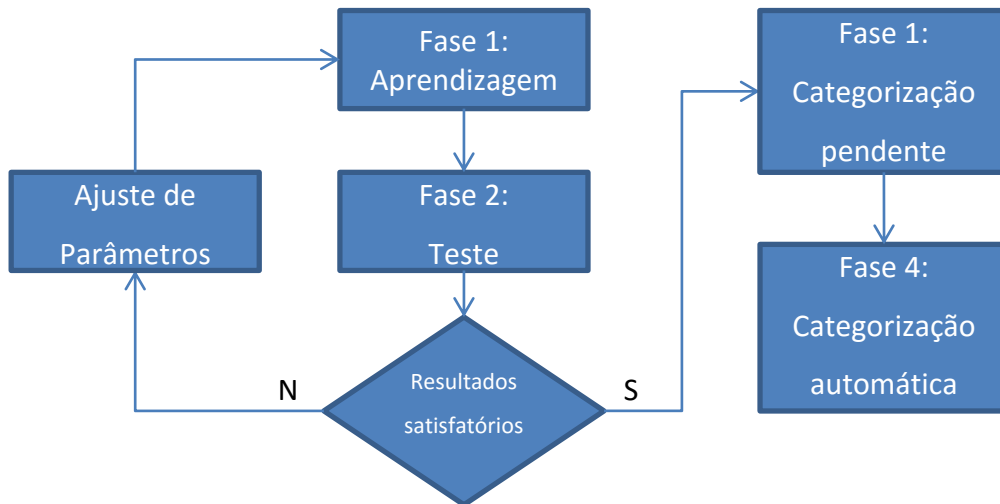 Fase 1:
Aprendizagem
Ajuste de
Parâmetros
Fase 2:
Teste
Resultados
satisfatórios
N
S
Fase 1:
Categorização
pendente
Fase 4:
Categorização
automática